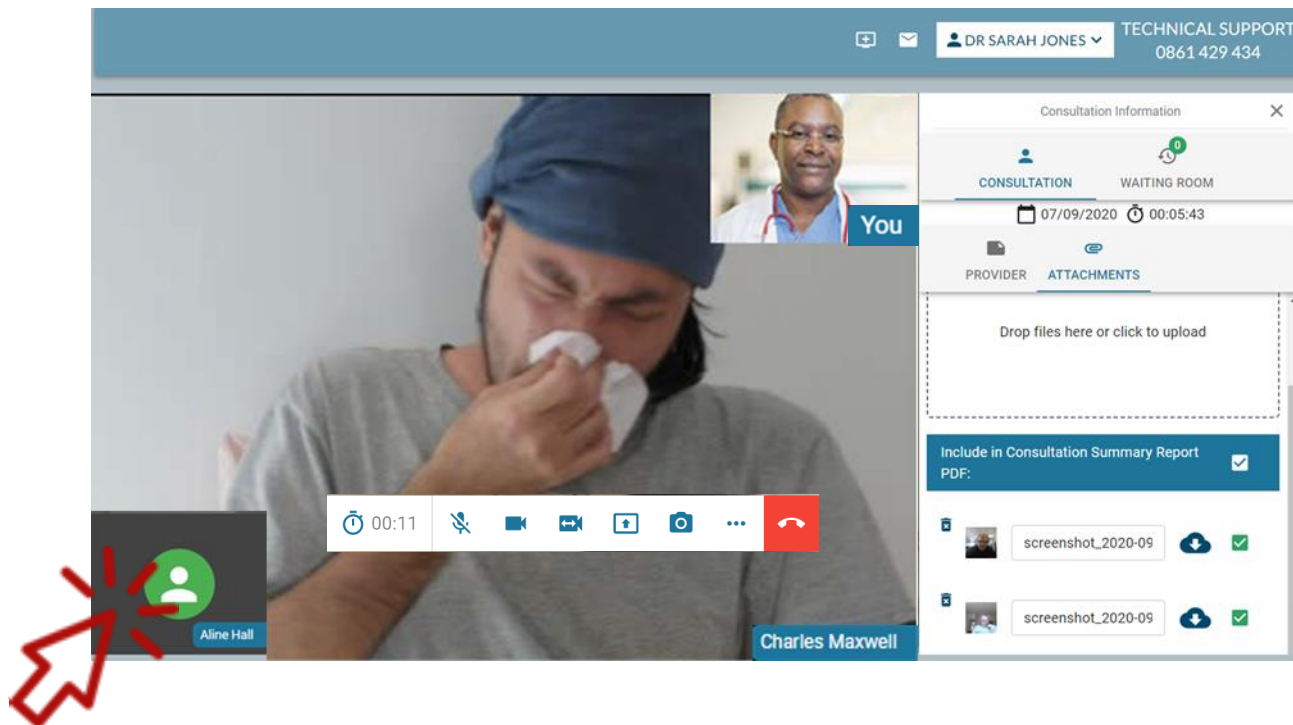 DR SARAH JONES
TECHNICAL SUPPORT
0861 429 434
You
Consultation Information
0
CONSULTATION WAITING ROOM
07/09/2020 00:05:43
PROVIDER ATTACHMENTS
Drop files here or click to upload
Include in Consultation Summary Report
PDF:
screenshot_2020-09
screenshot_2020-09
00:11
Aline Hall
Charles Maxwell